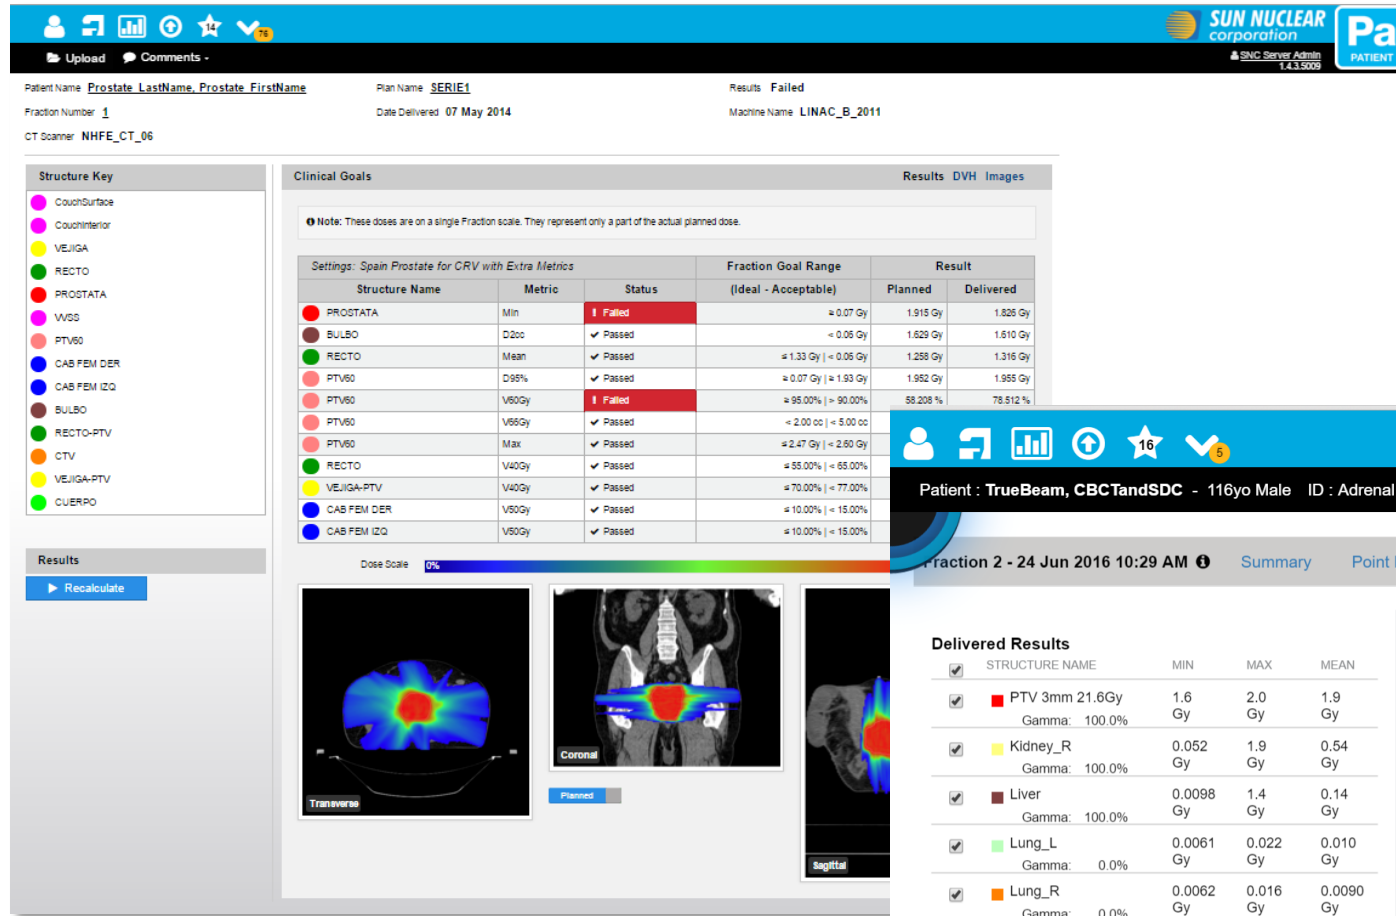 14
76
SUN NUCLEAR
corporation
Pa
PATIENT
Upload
Comments
SNC Server Admin
1.4.3.5009
Patient Name Prostate LastName, Prostate FirstName
Plan Name SERIE1
Results Failed
Fraction Number 1
Date Delivered 07 May 2014
Machine Name LINAC_B_2011
CT Scanner NHFE_CT_06
Structure Key
CouchSurface
CouchInterior
VEJIGA
RECTO
PROSTATA
VVSS
PTV60
CAB FEM DER
CAB FEM IZQ
BULBO
RECTO-PTV
CTV
VEJIGA-PTV
CUERPO
Results
Recalculate
Clinical Goals
Results DVH Images
Note: These doses are on a single Fraction scale. They represent only a part of the actual planned dose.
Settings: Spain Prostate for CRV with Extra Metrics
Fraction Goal Range
Result
Structure Name Metric Status (Ideal - Acceptable) Planned Delivered
PROSTATA Min ! Failed ≥ 0.07 Gy 1.915 Gy 1.826 Gy
BULBO D2cc ✔ Passed < 0.06 Gy 1.629 Gy 1.610 Gy
RECTO Mean ✔ Passed ≤ 1.33 Gy | < 0.06 Gy 1.258 Gy 1.316 Gy
PTV60 D95% ✔ Passed ≥ 0.07 Gy | ≥ 1.93 Gy 1.952 Gy 1.955 Gy
PTV60 V60Gy ! Failed ≥ 95.00% | > 90.00% 58.208 % 78.512 %
PTV60 V66Gy ✔ Passed < 2.00 cc | < 5.00 cc
PTV60 Max ✔ Passed ≤ 2.47 Gy | < 2.60 Gy
RECTO V40Gy ✔ Passed ≤ 55.00% | < 65.00%
VEJIGA-PTV V40Gy ✔ Passed ≤ 70.00% | < 77.00%
CAB FEM DER V50Gy ✔ Passed ≤ 10.00% | < 15.00%
CAB FEM IZQ V50Gy ✔ Passed ≤ 10.00% | < 15.00%
Dose Scale 0%
Transverse
Coronal
Planned
Sagittal
16
5
Patient : TrueBeam, CBCTandSDC - 116yo Male ID : Adrenal
Fraction 2 - 24 Jun 2016 10:29 AM
Summary
Point
Delivered Results
STRUCTURE NAME MIN MAX MEAN
PTV 3mm 21.6Gy 1.6 2.0 1.9
Gy Gy Gy
Gamma: 100.0%
Kidney_R 0.052 1.9 0.54
Gy Gy Gy
Gamma: 100.0%
Liver 0.0098 1.4 0.14
Gy Gy Gy
Gamma: 100.0%
Lung_L 0.0061 0.022 0.010
Gy Gy Gy
Gamma: 0.0%
Lung_R 0.0062 0.016 0.0090
Gy Gy Gy
Gamma: 0.0%